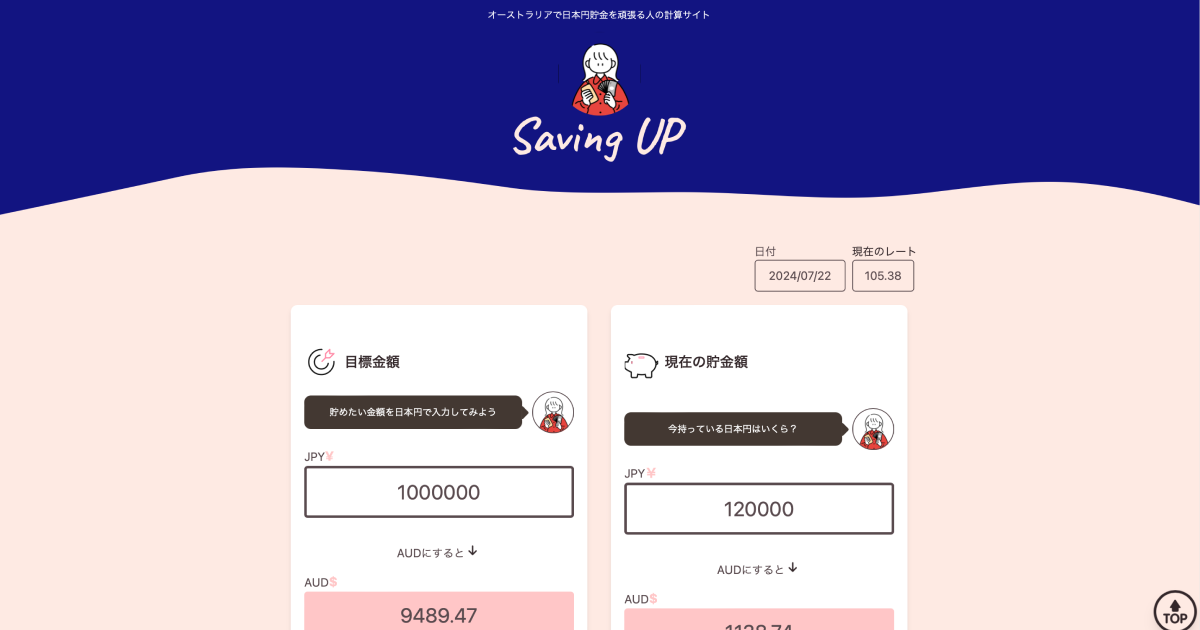 オーストラリアで日本円貯金を頑張る人の計算サイト
Saving UP
日付
現在のレート
2024/07/22
105.38
目標金額
貯めたい金額を日本円で入力してみよう
JPY¥
1000000
AUDにすると↓
AUD$
9489.47
現在の貯金額
今持っている日本円はいくら？
JPY¥
120000
AUDにすると↓
AUD$
1138.74
TOP